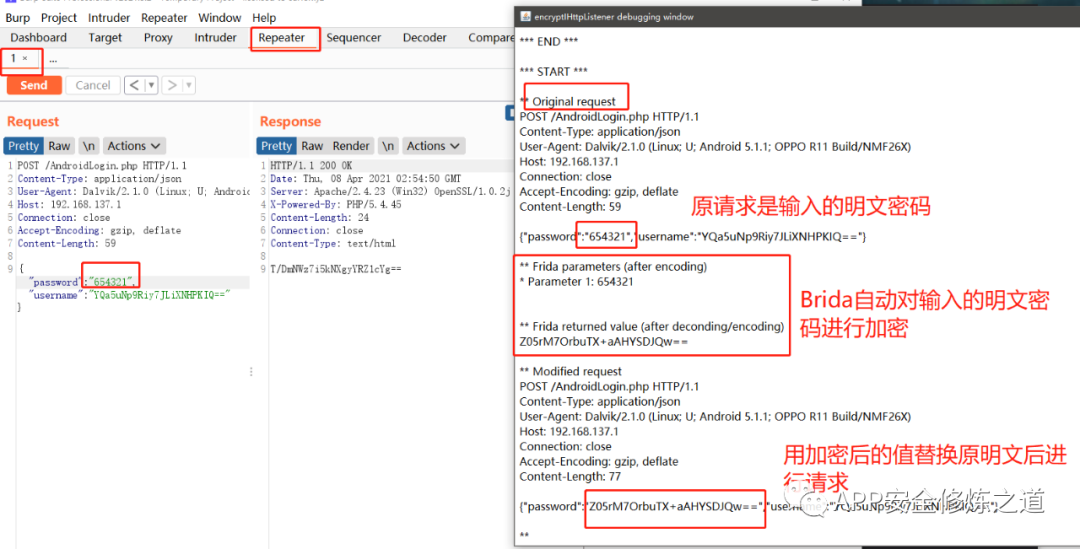 Burp Project Intruder Repeater Window Help
Dashboard Target Proxy Intruder Repeater Sequencer Decoder Compare
1 × ...
Send Cancel < ▼ > ▼
Request
Pretty Raw \n Actions
1 POST /AndroidLogin.php HTTP/1.1
2 Content-Type: application/json
3 User-Agent: Dalvik/2.1.0 (Linux; U; Android
4 Host: 192.168.137.1
5 Connection: close
6 Accept-Encoding: gzip, deflate
7 Content-Length: 59
8
9 {
"password":"654321",
"username":"YQa5uNp9Riy7JLiXNHPKIQ=="
}
Response
Pretty Raw Render \n Actions
1 HTTP/1.1 200 OK
2 Date: Thu, 08 Apr 2021 02:54:50 GMT
3 Server: Apache/2.4.23 (Win32) OpenSSL/1.0.2j
4 X-Powered-By: PHP/5.4.45
5 Content-Length: 24
6 Connection: close
7 Content-Type: text/html
8
9 T/DmNWz7i5kNXgyYRZ1cYg==
encryptIHttpListener debugging window
*** END ***
*** START ***
** Original request
POST /AndroidLogin.php HTTP/1.1
Content-Type: application/json
User-Agent: Dalvik/2.1.0 (Linux; U; Android 5.1.1; OPPO R11 Build/NMF26X)
Host: 192.168.137.1
Connection: close
Accept-Encoding: gzip, deflate
Content-Length: 59
原请求是输入的明文密码
{"password":"654321","username":"YQa5uNp9Riy7JLiXNHPKIQ=="}
** Frida parameters (after encoding)
* Parameter 1: 654321
** Frida returned value (after deconding/encoding)
Z05rM7OrbuTX+aAHYSDJQw==
Brida自动对输入的明文密
码进行加密
** Modified request
POST /AndroidLogin.php HTTP/1.1
Content-Type: application/json
User-Agent: Dalvik/2.1.0 (Linux; U; Android 5.1.1; OPPO R11 Build/NMF26X)
Host: 192.168.137.1
Connection: close
Accept-Encoding: gzip, deflate
Content-Length: 77
用加密后的值替换原明文后进
行请求
{"password":"Z05rM7OrbuTX+aAHYSDJQw=="
APP安全修炼之道
**